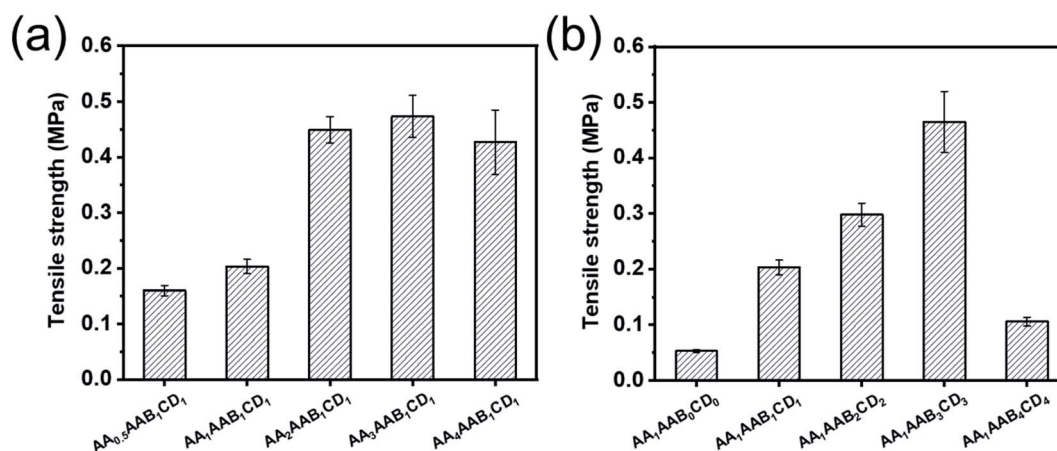 (a)
Tensile strength (MPa)
0.6
0.5
0.4
0.3
0.2
0.1
0.0
AA₀.₅AAB₁CD₁
AA₁AAB₁CD₁
AA₂AAB₁CD₁
AA₃AAB₁CD₁
AA₄AAB₁CD₁
(b)
Tensile strength (MPa)
0.6
0.5
0.4
0.3
0.2
0.1
0.0
AA₁AAB₀CD₀
AA₁AAB₁CD₁
AA₁AAB₂CD₂
AA₁AAB₃CD₃
AA₁AAB₄CD₄